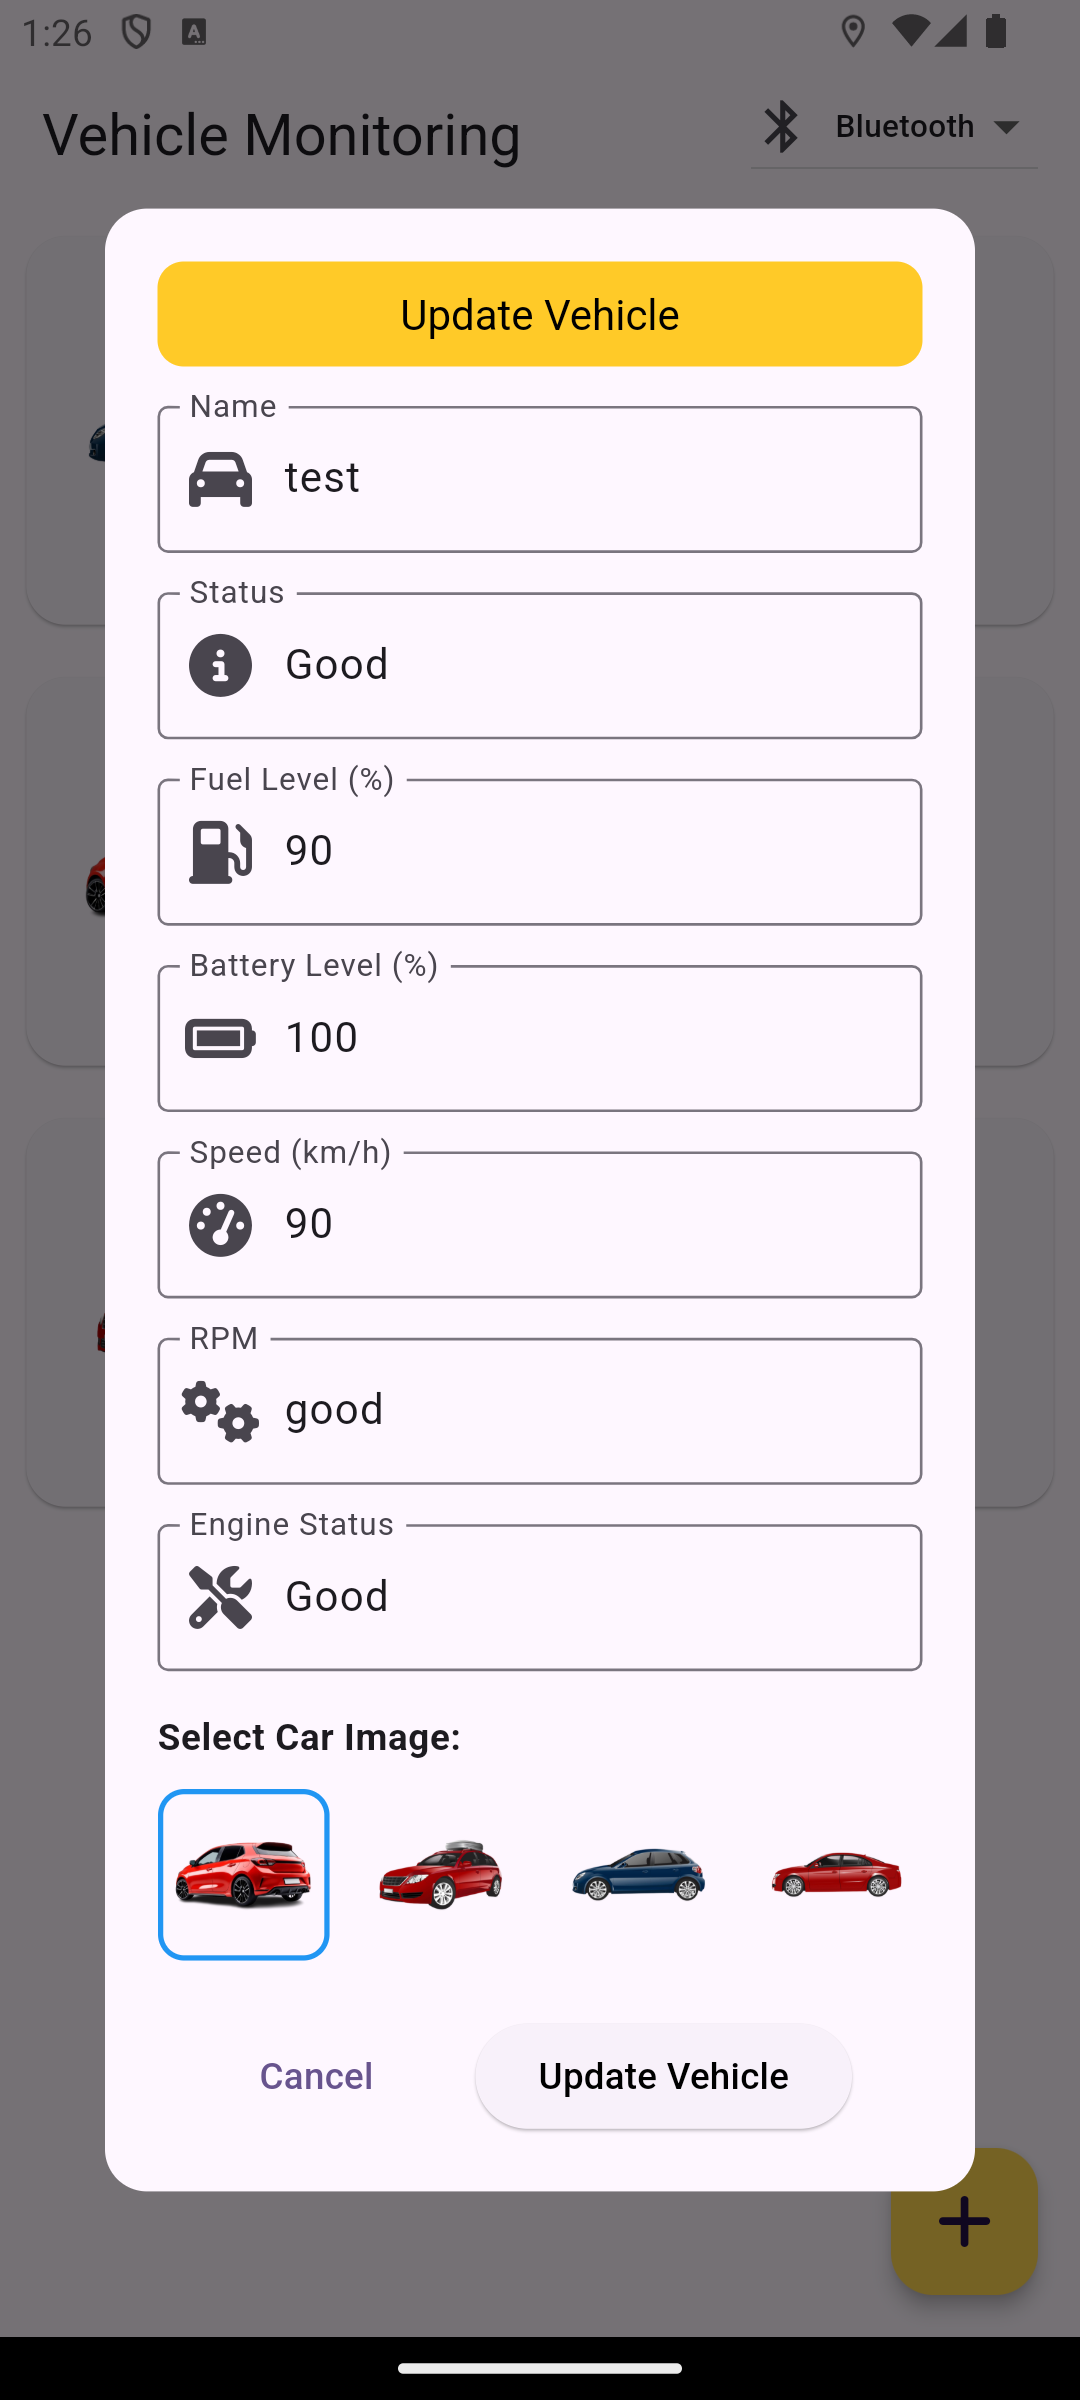 1:26
Vehicle Monitoring
Bluetooth
Update Vehicle
Name
test
Status
Good
Fuel Level (%)
90
Battery Level (%)
100
Speed (km/h)
90
RPM
good
Engine Status
Good
Select Car Image:
Cancel
Update Vehicle